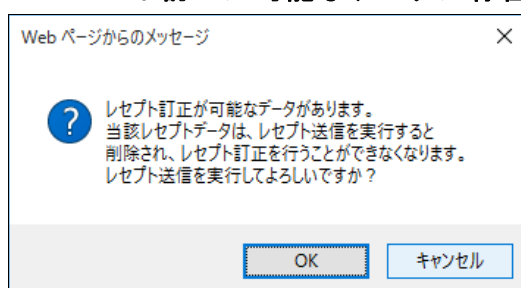 Web ページからのメッセージ
レセプト訂正が可能なデータがあります。
当該レセプトデータは、レセプト送信を実行すると
削除され、レセプト訂正を行うことができなくなります。
レセプト送信を実行してよろしいですか？
OK
キャンセル